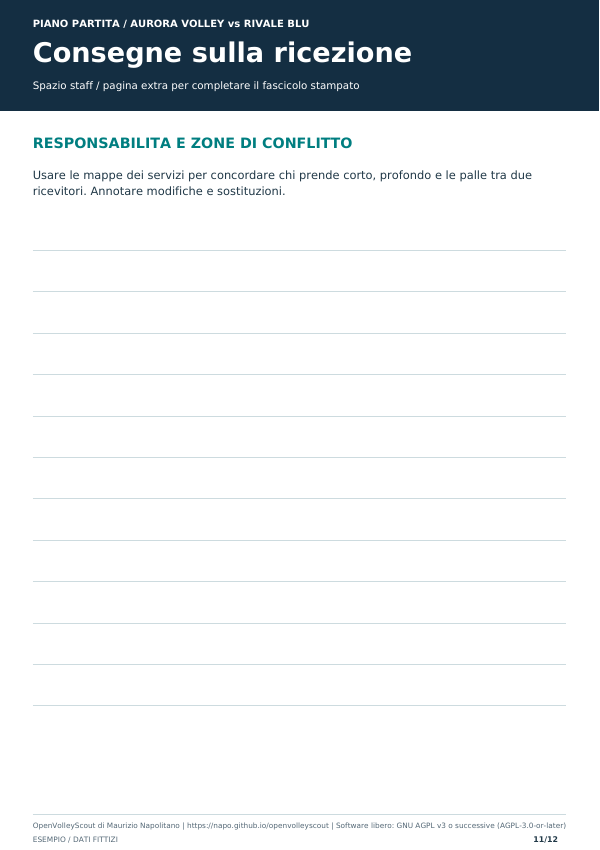 PIANO PARTITA / AURORA VOLLEY vs RIVALE BLU
Consegne sulla ricezione
Spazio staff / pagina extra per completare il fascicolo stampato
RESPONSABILITA E ZONE DI CONFLITTO
Usare le mappe dei servizi per concordare chi prende corto, profondo e le palle tra due
ricevitori. Annotare modifiche e sostituzioni.
OpenVolleyScout di Maurizio Napolitano | https://napo.github.io/openvolleyscout | Software libero: GNU AGPL v3 o successive (AGPL-3.0-or-later)
ESEMPIO / DATI FITTIZI
11/12